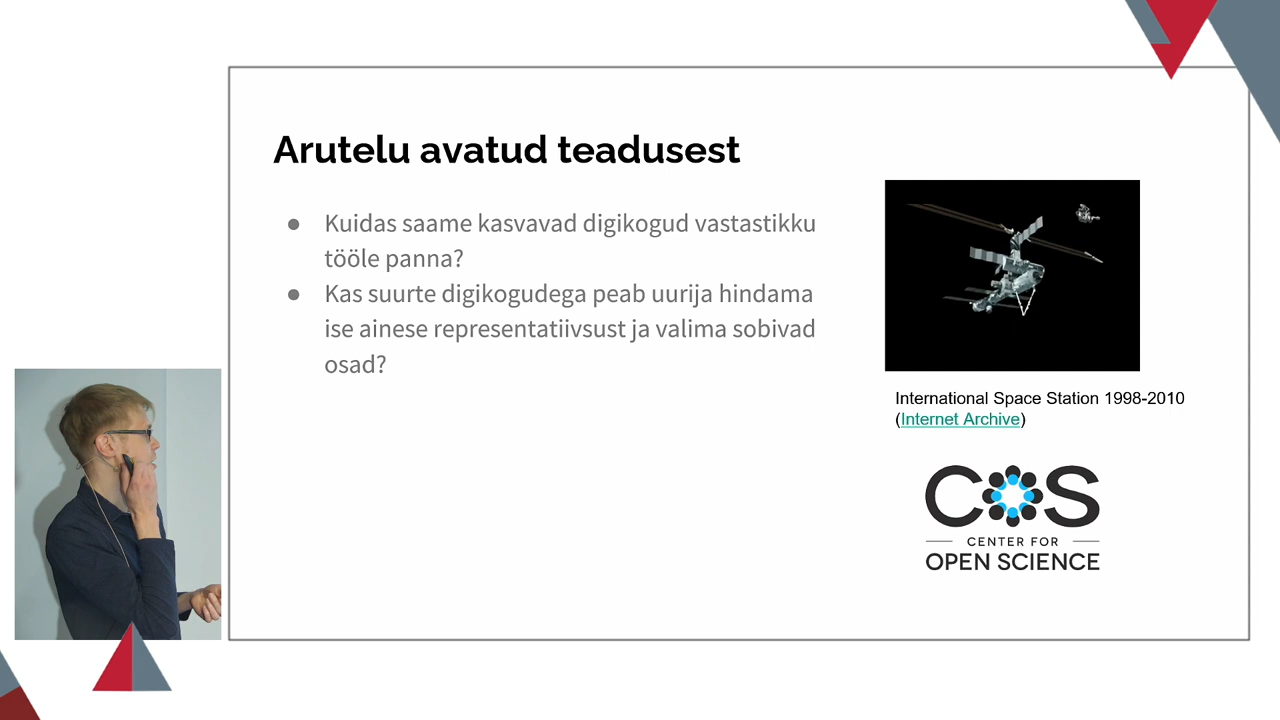 Arutelu avatud teadusest
● Kuidas saame kasvavad digikogud vastastikku
tööle panna?
● Kas suurte digikogudega peab uurija hindama
ise ainese representatiivsust ja valima sobivad
osad?
International Space Station 1998-2010
(Internet Archive)
COS
CENTER FOR
OPEN SCIENCE